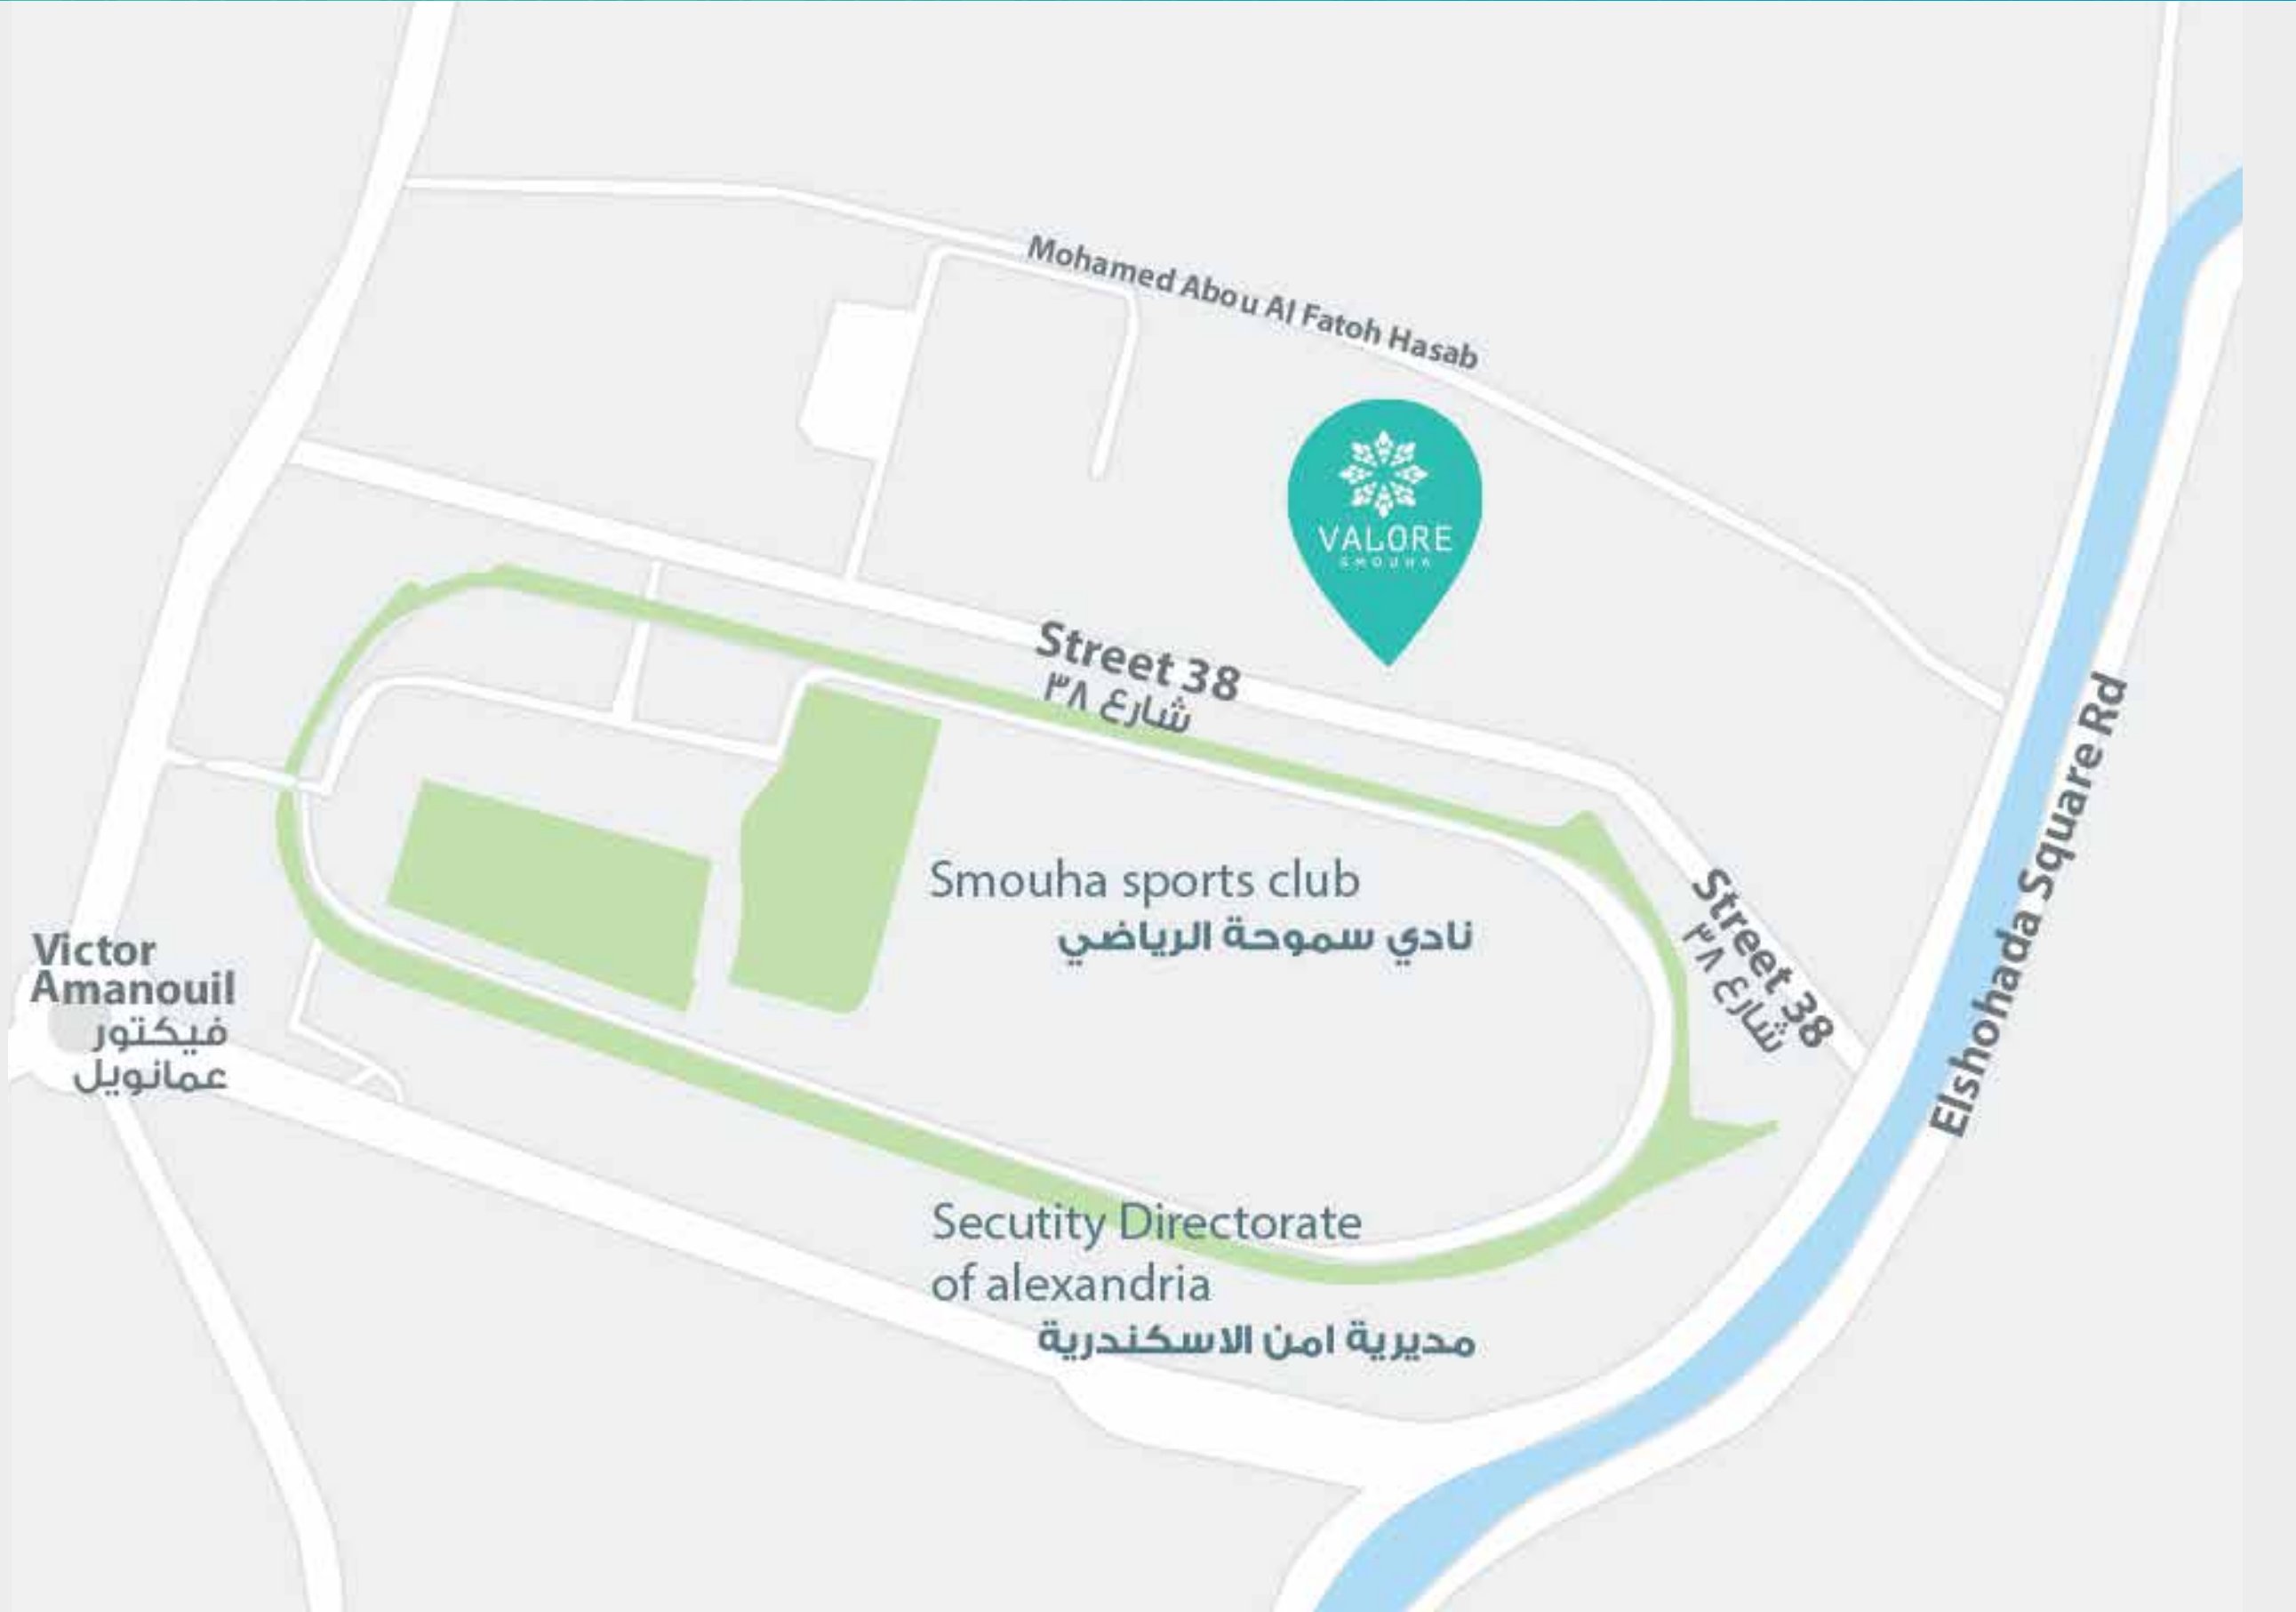 Mohamed Abou Al Fatoh Hasab
VALORE
SMOUHA
Street 38
شارع ٣٨
Smouha sports club
نادي سموحة الرياضي
Street 38
شارع ٣٨
Elshohada Square Rd
Victor
Amanouil
فيكتور
عمانويل
Secutity Directorate
of alexandria
مديرية امن الاسكندرية